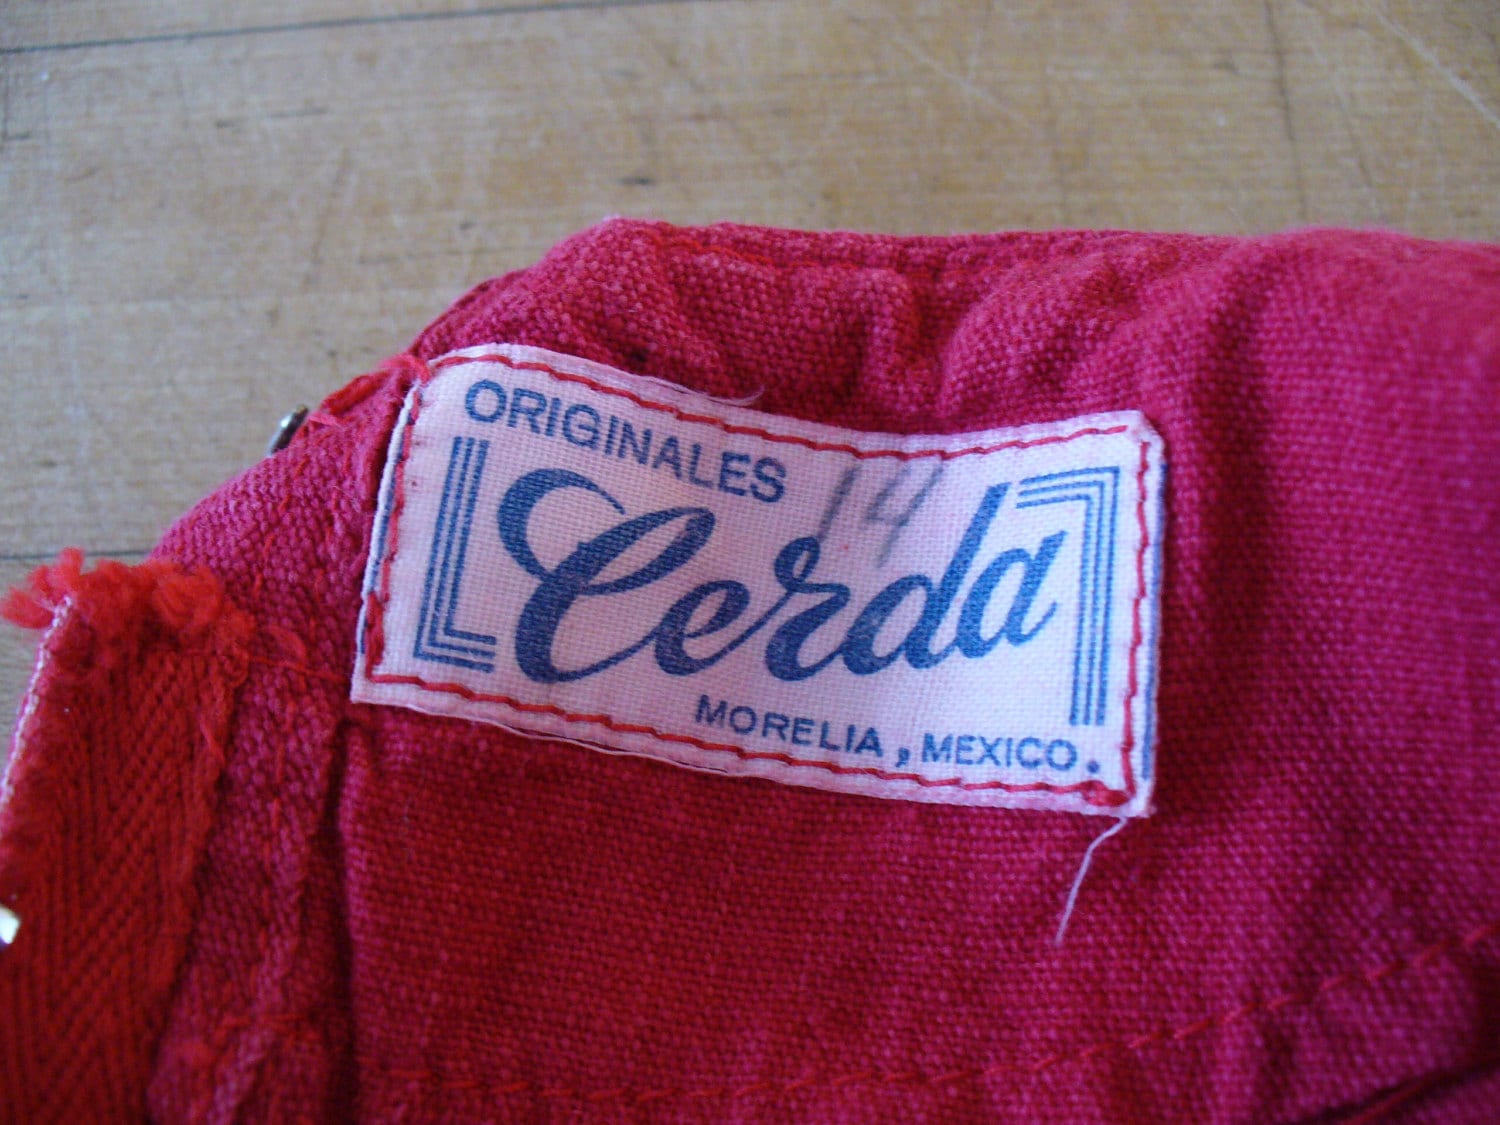 ORIGINALES
14
Cerda
MORELIA, MEXICO.